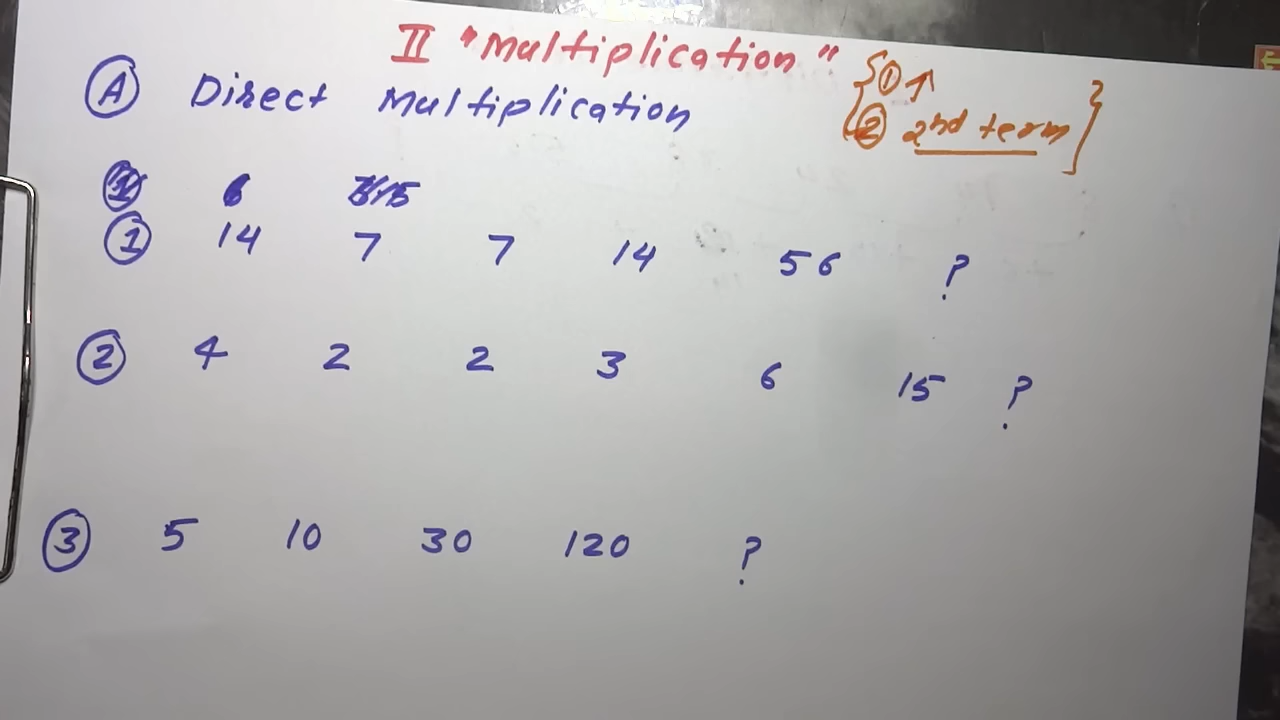 II "Multiplication" { ① ↑
② 2nd term }
Ⓐ Direct Multiplication
① 14 7 7 14 56 ?
② 4 2 2 3 6 15 ?
③ 5 10 30 120 ?